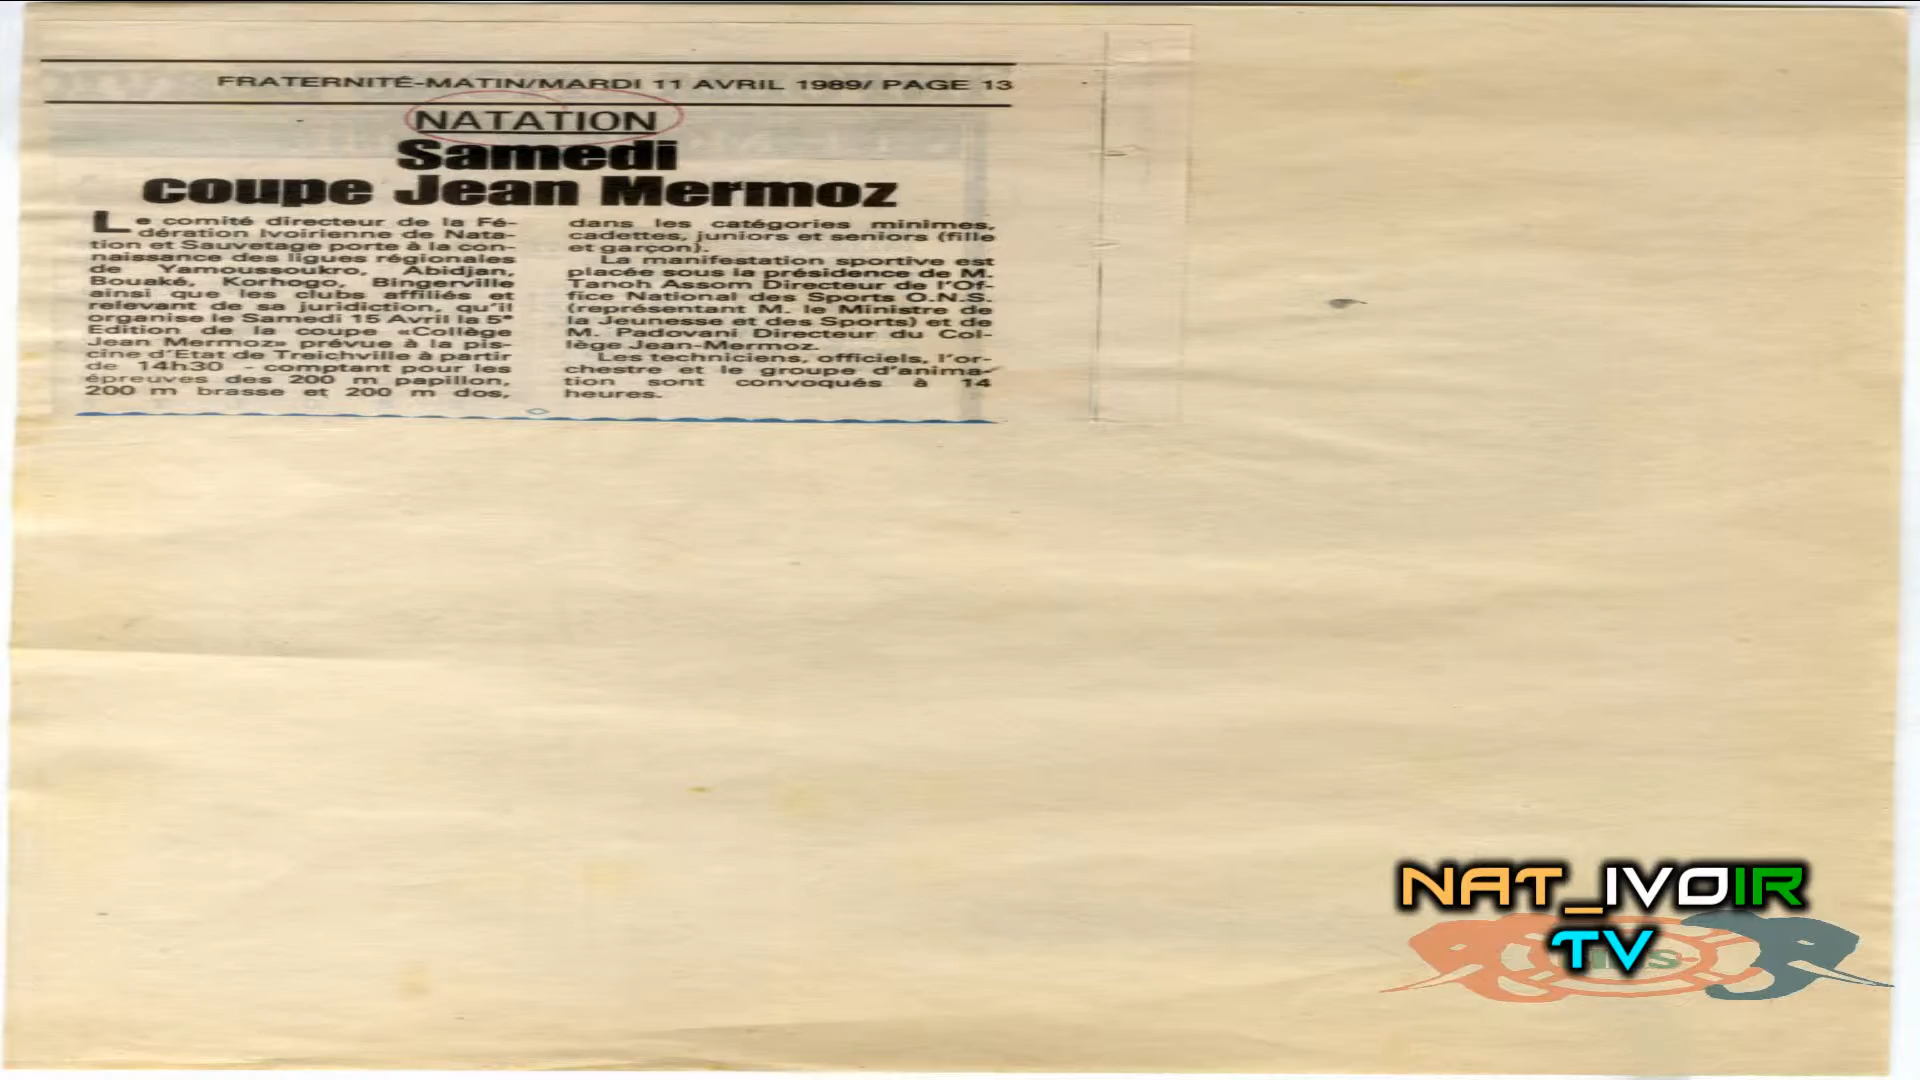 FRATERNITÉ-MATIN/MARDI 11 AVRIL 1989/ PAGE 13
NATATION
Samedi
coupe Jean Mermoz
Le comité directeur de la Fé-
dération Ivoirienne de Nata-
tion et Sauvetage porte à la con-
naissance des ligues régionales
de Yamoussoukro, Abidjan,
Bouaké, Korhogo, Bingerville
ainsi que les clubs affiliés et
relevant de sa juridiction, qu'il
organise le Samedi 15 Avril la 5e
Edition de la coupe «Collège
Jean Mermoz» prévue à la pis-
cine d'Etat de Treichville à partir
de 14h30 - comptant pour les
épreuves des 200 m papillon,
200 m brasse et 200 m dos,
dans les catégories minimes,
cadettes, juniors et seniors (fille
et garçon).
La manifestation sportive est
placée sous la présidence de M.
Tanoh Assom Directeur de l'Of-
fice National des Sports O.N.S.
(représentant M. le Ministre de
la Jeunesse et des Sports) et de
M. Padovani Directeur du Col-
lège Jean-Mermoz.
Les techniciens, officiels, l'or-
chestre et le groupe d'anima-
tion sont convoqués à 14
heures.
NAT_IVOIR
TV